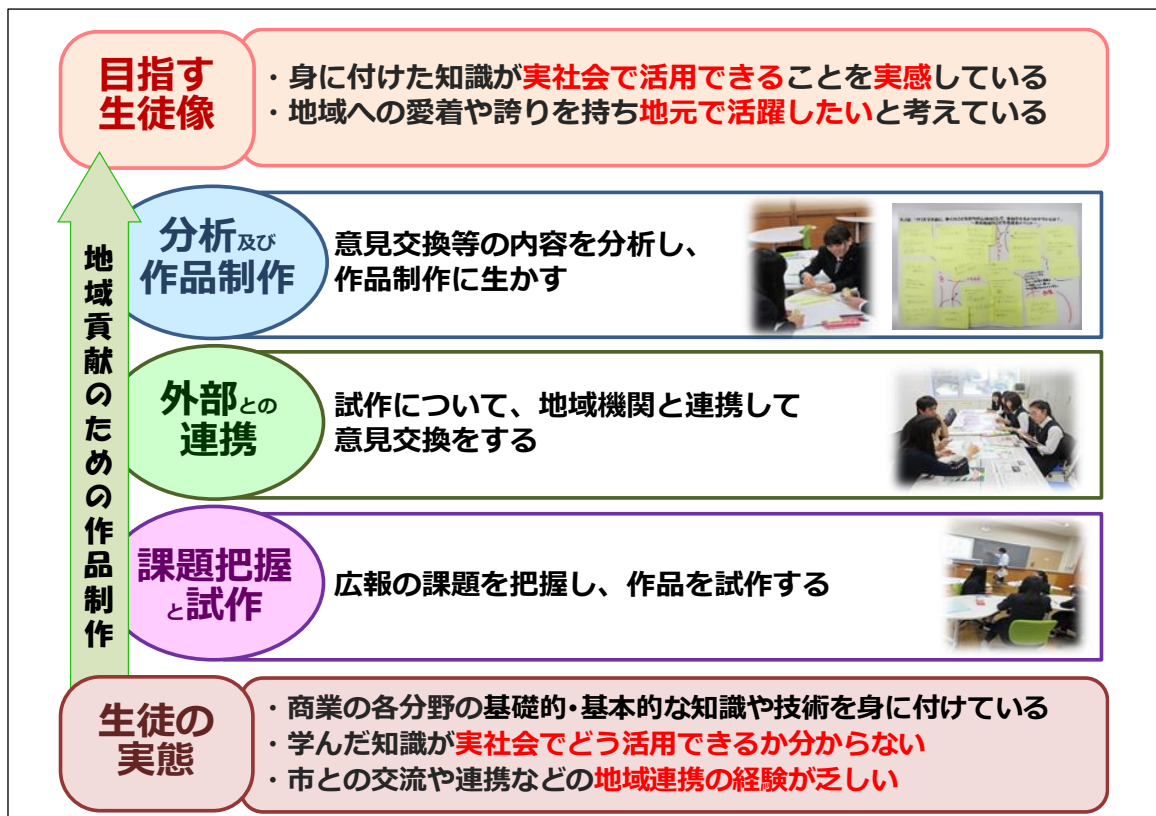 目指す
生徒像
・身に付けた知識が実社会で活用できることを実感している
・地域への愛着や誇りを持ち地元で活躍したいと考えている
地域貢献のための作品制作
分析及び
作品制作
意見交換等の内容を分析し、
作品制作に生かす
外部との
連携
試作について、地域機関と連携して
意見交換をする
課題把握
と試作
広報の課題を把握し、作品を試作する
生徒の
実態
・商業の各分野の基礎的・基本的な知識や技術を身に付けている
・学んだ知識が実社会でどう活用できるか分からない
・市との交流や連携などの地域連携の経験が乏しい